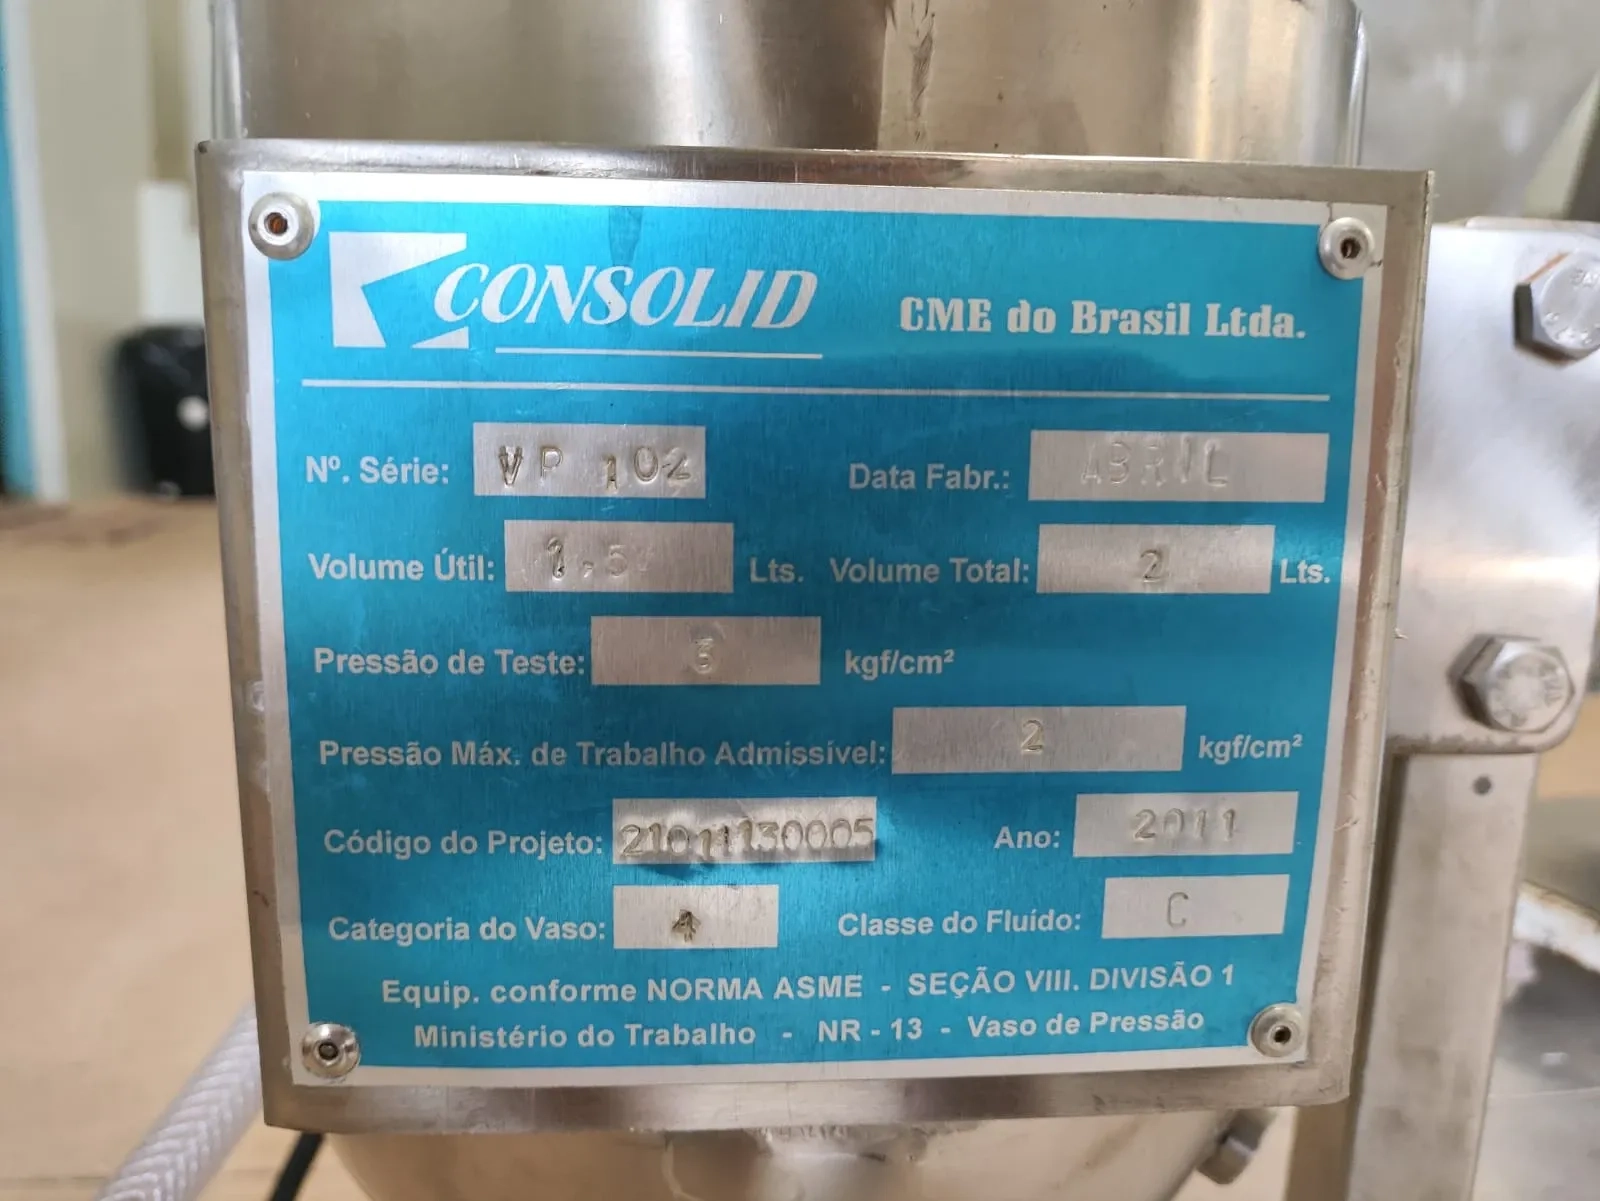 CONSOLID CME do Brasil Ltda.
Nº. Série: VP 102 Data Fabr.: ABRIL
Volume Útil: 1,5 Lts. Volume Total: 2 Lts.
Pressão de Teste: 3 kgf/cm²
Pressão Máx. de Trabalho Admissível: 2 kgf/cm²
Código do Projeto: 21011130005 Ano: 2011
Categoria do Vaso: 4 Classe do Fluído: C
Equip. conforme NORMA ASME - SEÇÃO VIII. DIVISÃO 1
Ministério do Trabalho - NR - 13 - Vaso de Pressão